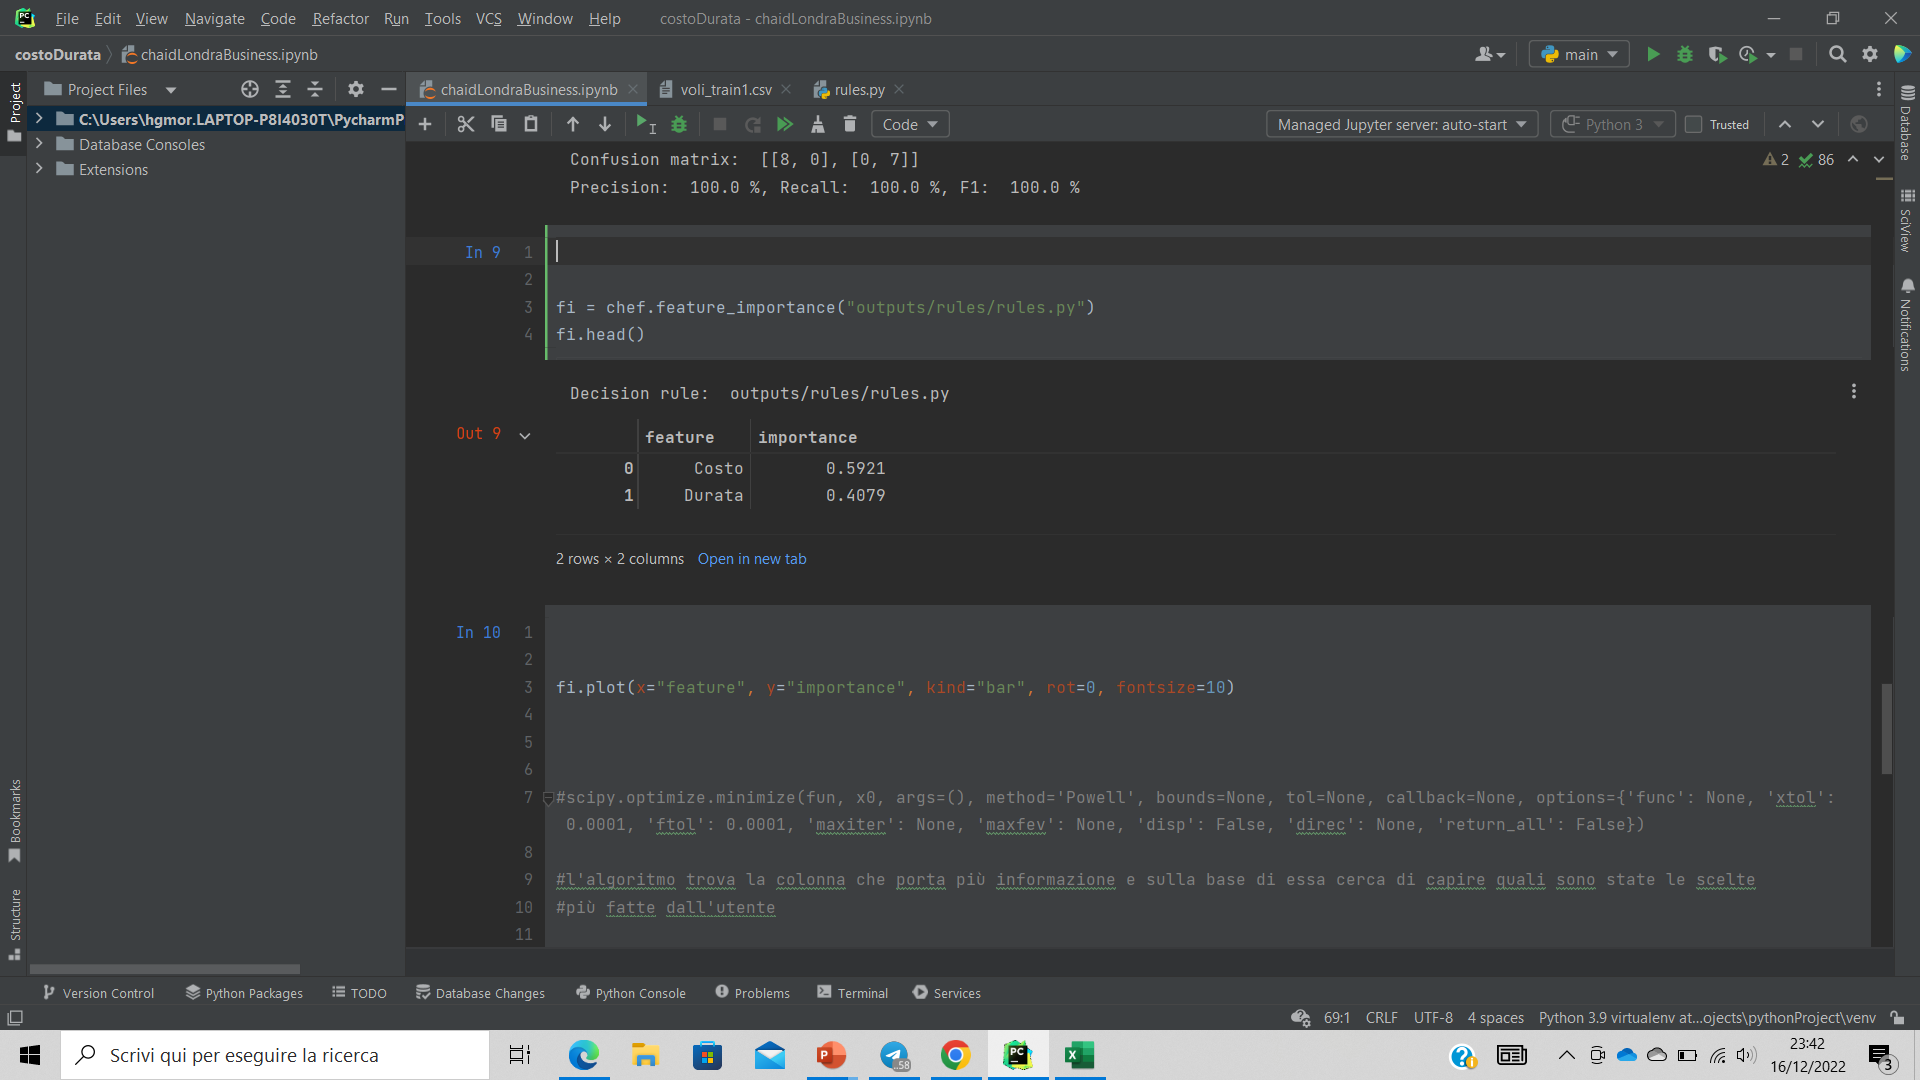 File Edit View Navigate Code Refactor Run Tools VCS Window Help costoDurata - chaidLondraBusiness.ipynb
costoDurata chaidLondraBusiness.ipynb main
Project Files chaidLondraBusiness.ipynb voli_train1.csv rules.py
Project
C:\Users\hgmor.LAPTOP-P8I4030T\PycharmP
Database Consoles
Extensions
Code Managed Jupyter server: auto-start Python 3 Trusted
Database
SciView
Notifications
Confusion matrix: [[8, 0], [0, 7]]
2 86
Precision: 100.0 %, Recall: 100.0 %, F1: 100.0 %
In 9 1
2
3 fi = chef.feature_importance("outputs/rules/rules.py")
4 fi.head()
Decision rule: outputs/rules/rules.py
Out 9
feature importance
0 Costo 0.5921
1 Durata 0.4079
2 rows × 2 columns Open in new tab
In 10 1
2
3 fi.plot(x="feature", y="importance", kind="bar", rot=0, fontsize=10)
4
5
6
7 #scipy.optimize.minimize(fun, x0, args=(), method='Powell', bounds=None, tol=None, callback=None, options={'func': None, 'xtol':
0.0001, 'ftol': 0.0001, 'maxiter': None, 'maxfev': None, 'disp': False, 'direc': None, 'return_all': False})
8
9 #l'algoritmo trova la colonna che porta più informazione e sulla base di essa cerca di capire quali sono state le scelte
10 #più fatte dall'utente
11
Bookmarks
Structure
Version Control Python Packages TODO Database Changes Python Console Problems Terminal Services
69:1 CRLF UTF-8 4 spaces Python 3.9 virtualenv at...ojects\pythonProject\venv
Scrivi qui per eseguire la ricerca
23:42
16/12/2022
3